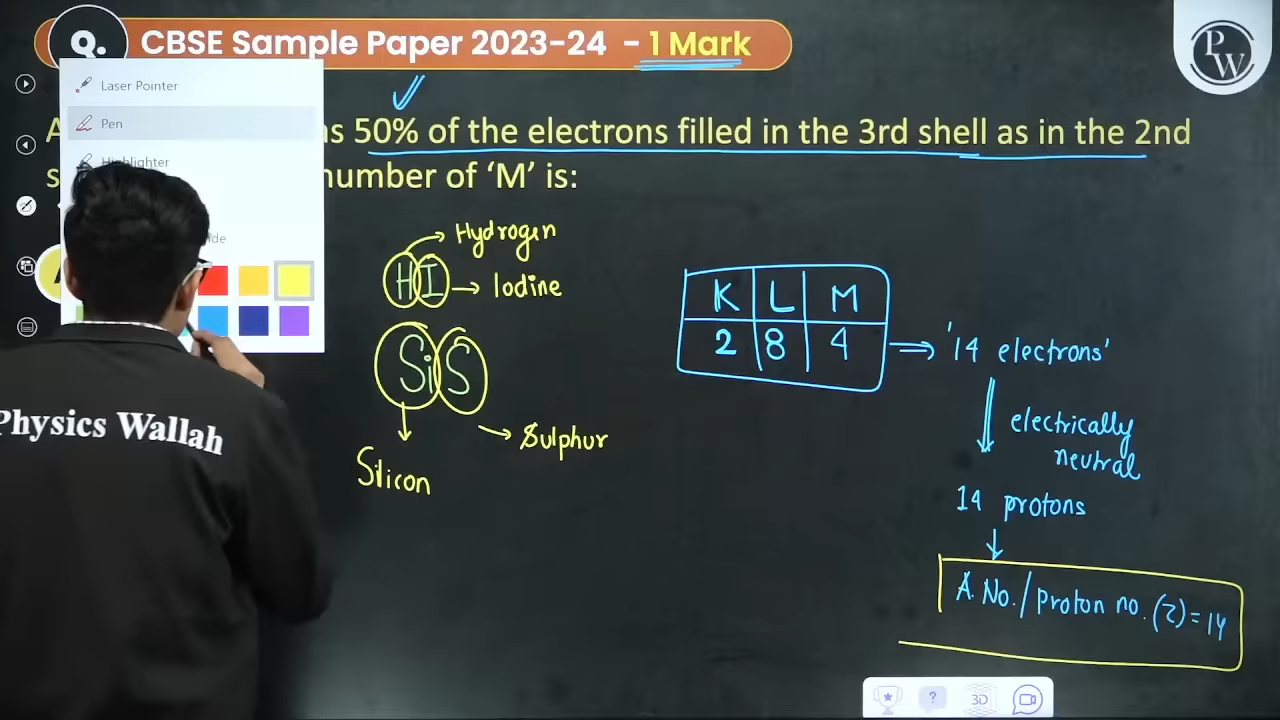 Q. CBSE Sample Paper 2023-24 - 1 Mark
PW
Laser Pointer
Pen
Highlighter
A
50% of the electrons filled in the 3rd shell as in the 2nd
number of ‘M’ is:
Hydrogen
HI
Iodine
SiS
Sulphur
Silicon
K L M
2 8 4
'14 electrons'
electrically
neutral
14 protons
A. No./proton no. (Z) = 14
Physics Wallah
?
3D